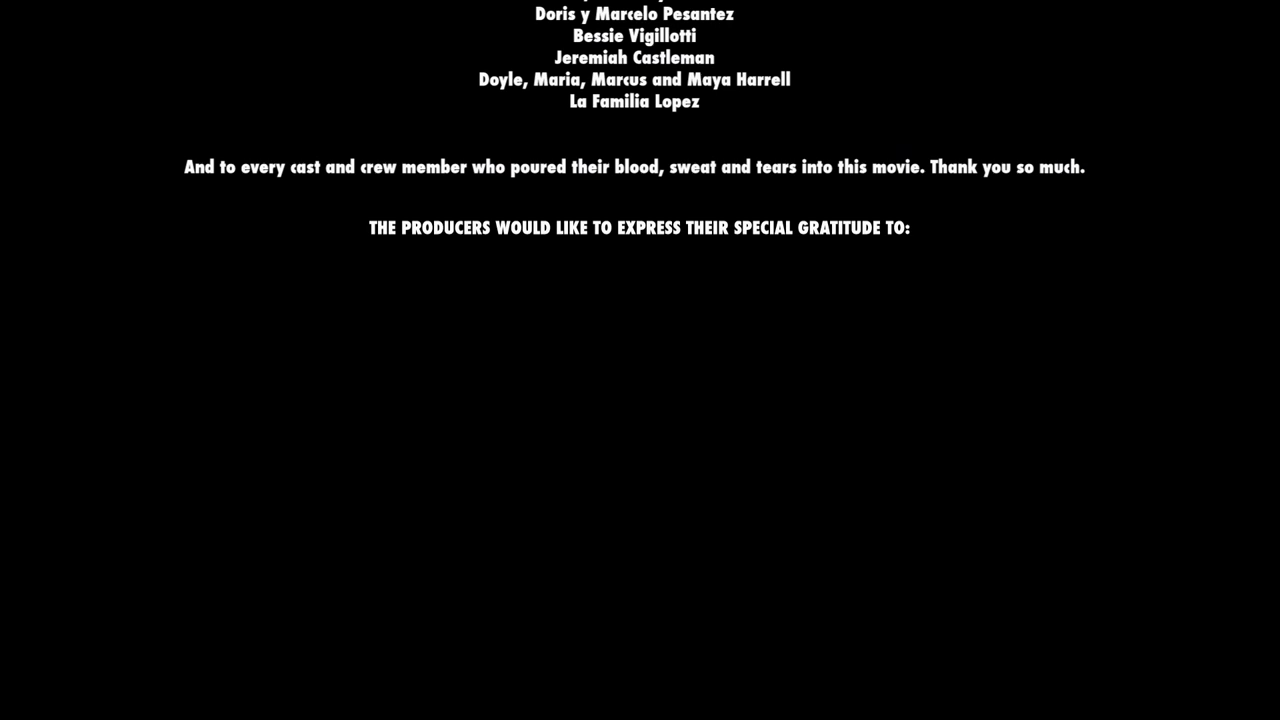 Doris y Marcelo Pesantez
Bessie Vigillotti
Jeremiah Castleman
Doyle, Maria, Marcus and Maya Harrell
La Familia Lopez
And to every cast and crew member who poured their blood, sweat and tears into this movie. Thank you so much.
THE PRODUCERS WOULD LIKE TO EXPRESS THEIR SPECIAL GRATITUDE TO: